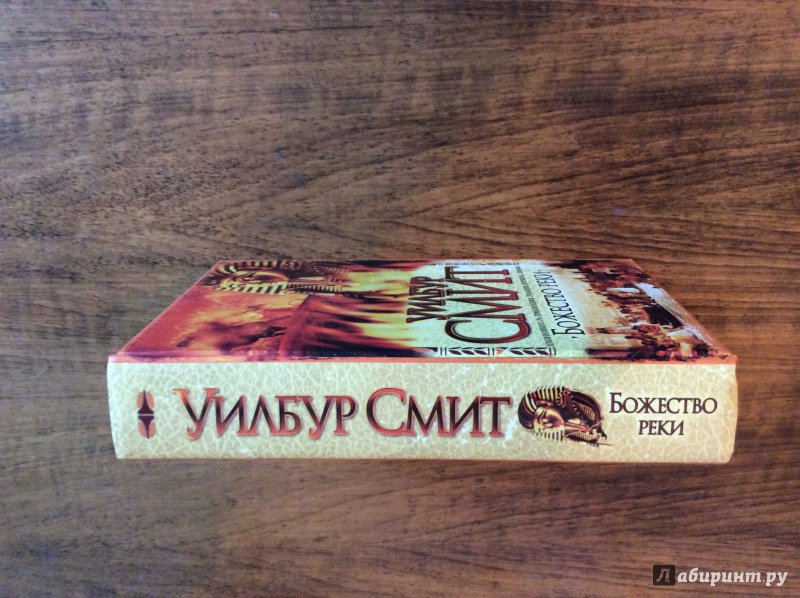 УИЛБУР
СМИТ
БОЖЕСТВО РЕКИ
УИЛБУР СМИТ
БОЖЕСТВО
РЕКИ
Лабиринт.ру